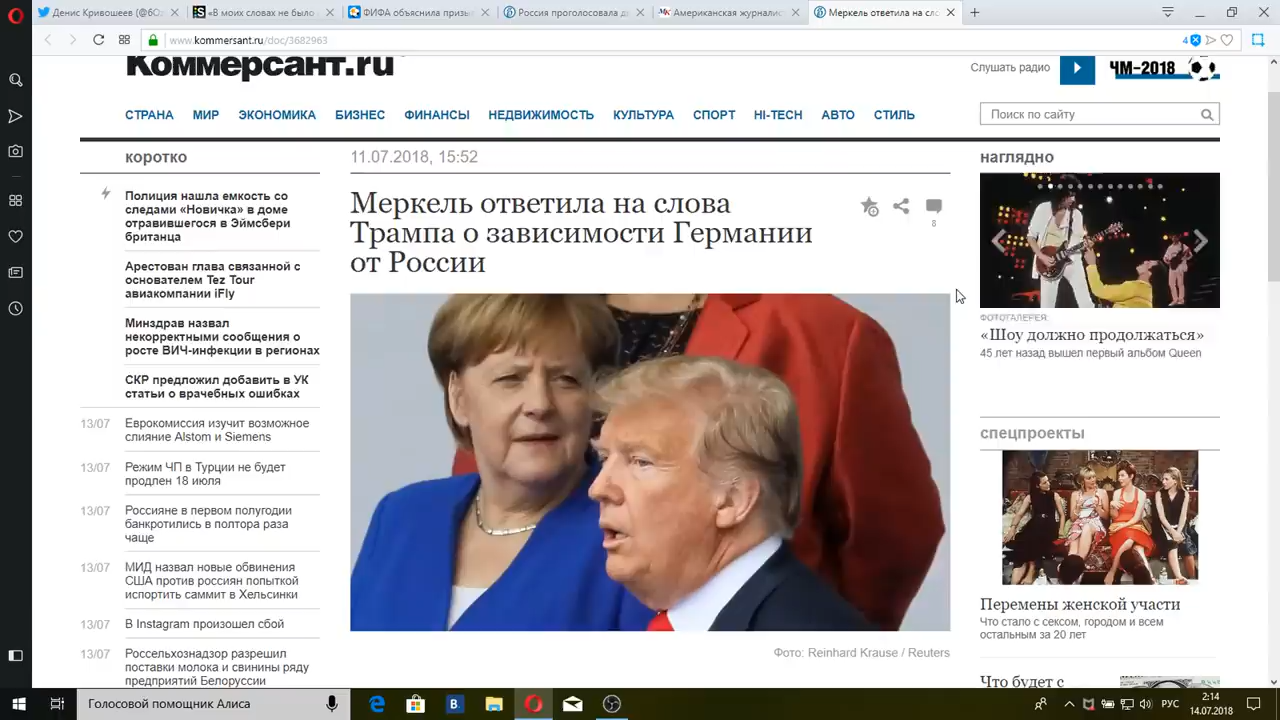 Денис Кривошеев (@6Oz
«В моих словах не было
ФИФА объяснила призы
Россия проголосовала д
Американская журналис
Меркель ответила на сло
www.kommersant.ru/doc/3682963
4
Коммерсант.ru
Слушать радио
ЧМ-2018
СТРАНА МИР ЭКОНОМИКА БИЗНЕС ФИНАНСЫ НЕДВИЖИМОСТЬ КУЛЬТУРА СПОРТ HI-TECH АВТО СТИЛЬ
Поиск по сайту
коротко
Полиция нашла емкость со
следами «Новичка» в доме
отравившегося в Эймсбери
британца
Арестован глава связанной с
основателем Tez Tour
авиакомпании iFly
Минздрав назвал
некорректными сообщения о
росте ВИЧ-инфекции в регионах
СКР предложил добавить в УК
статьи о врачебных ошибках
13/07 Еврокомиссия изучит возможное
слияние Alstom и Siemens
13/07 Режим ЧП в Турции не будет
продлен 18 июля
13/07 Россияне в первом полугодии
банкротились в полтора раза
чаще
13/07 МИД назвал новые обвинения
США против россиян попыткой
испортить саммит в Хельсинки
13/07 В Instagram произошел сбой
13/07 Россельхознадзор разрешил
поставки молока и свинины ряду
предприятий Белоруссии
11.07.2018, 15:52
Меркель ответила на слова
Трампа о зависимости Германии
от России
8
Фото: Reinhard Krause / Reuters
наглядно
ФОТОГАЛЕРЕЯ
«Шоу должно продолжаться»
45 лет назад вышел первый альбом Queen
спецпроекты
Перемены женской участи
Что стало с сексом, городом и всем
остальным за 20 лет
Что будет с
Голосовой помощник Алиса
РУС
2:14
14.07.2018